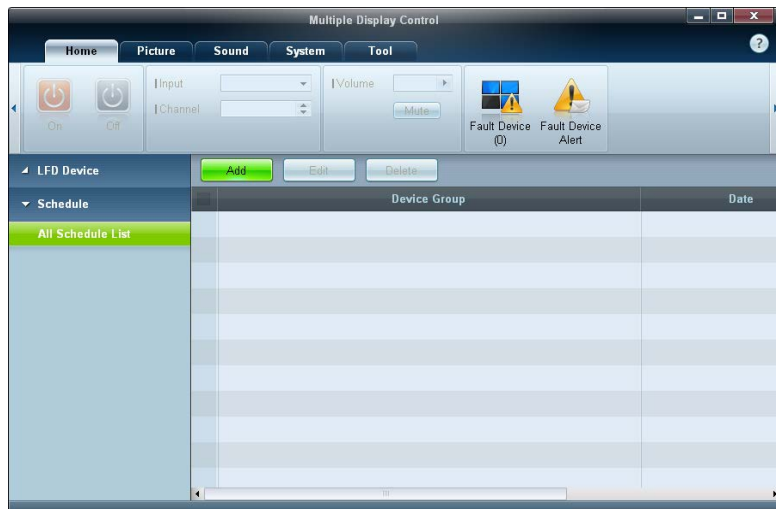 Multiple Display Control
Home Picture Sound System Tool
?
Input
Channel
Volume
Mute
On Off
Fault Device (0)
Fault Device Alert
LFD Device
Add Edit Delete
Schedule
Device Group Date
All Schedule List